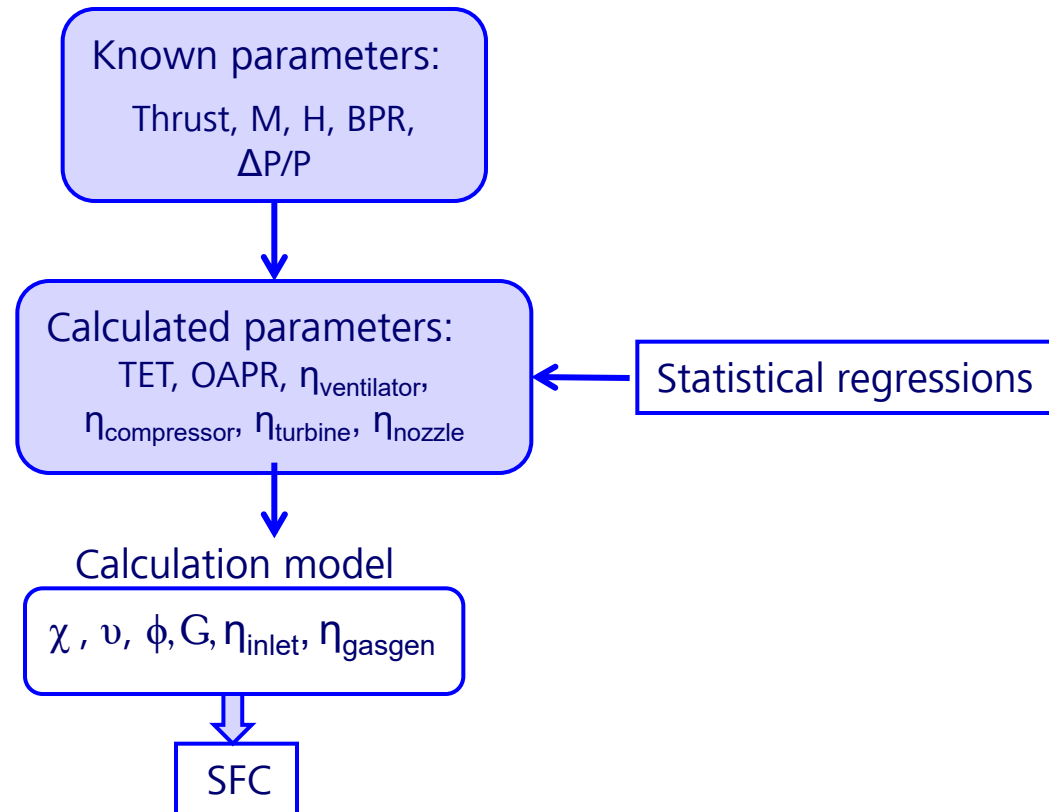 Known parameters:
Thrust, M, H, BPR,
ΔP/P
Calculated parameters:
TET, OAPR, ηventilator,
ηcompressor, ηturbine, ηnozzle
Statistical regressions
Calculation model
χ , υ, ϕ, G, ηinlet, ηgasgen
SFC